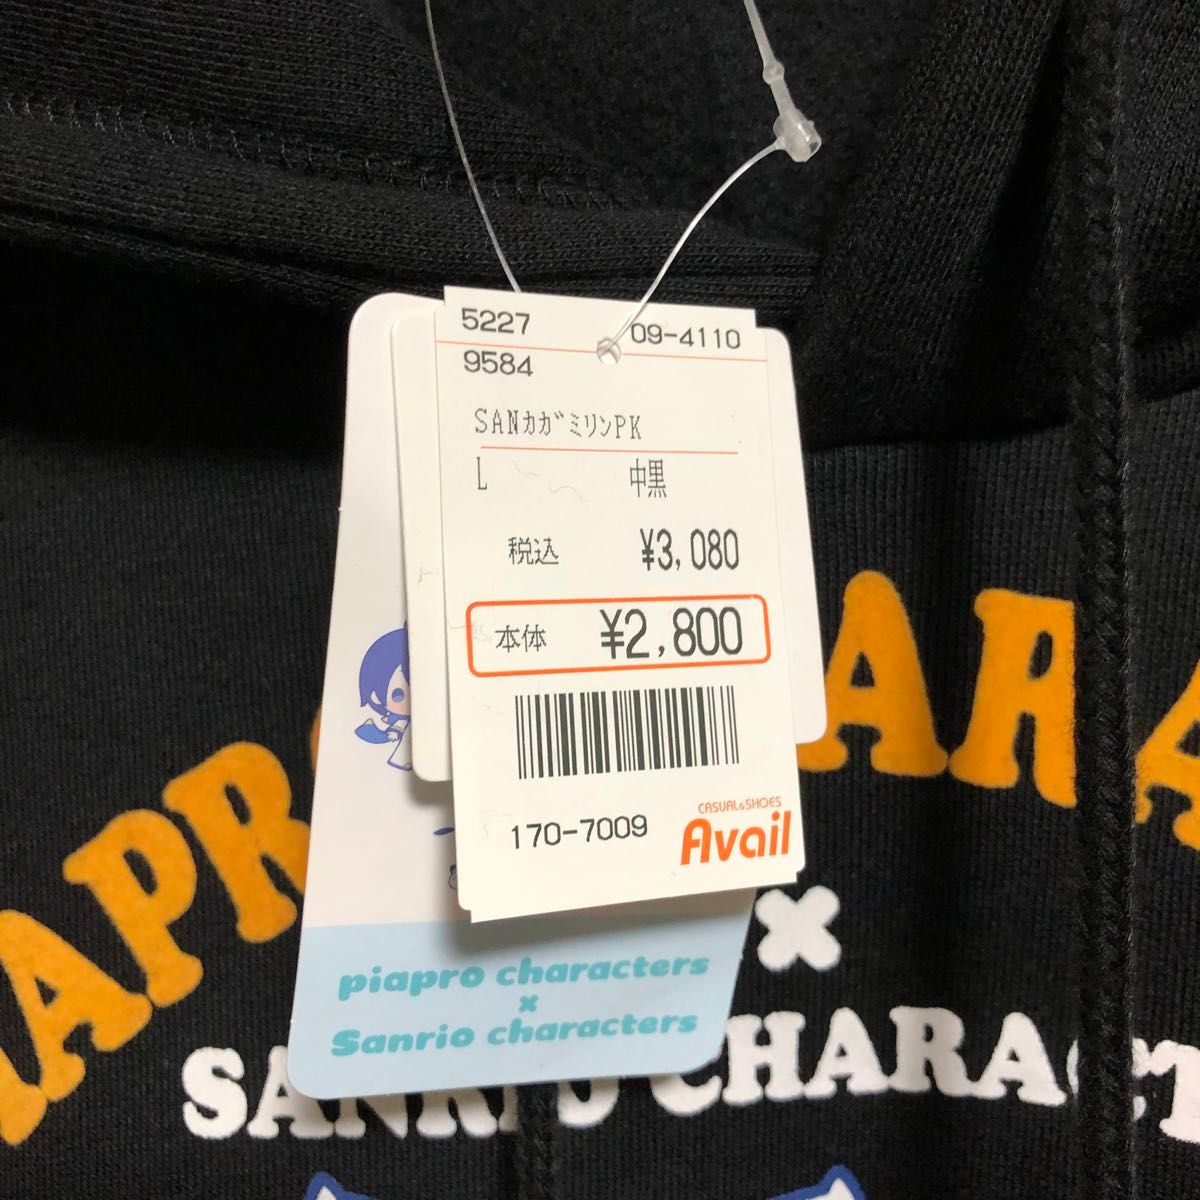 5227
09-4110
9584
SANカガミリンPK
L 中黒
税込 ¥3,080
本体 ¥2,800
170-7009
CASUAL&SHOES
Avail
piapro characters
×
Sanrio characters
×